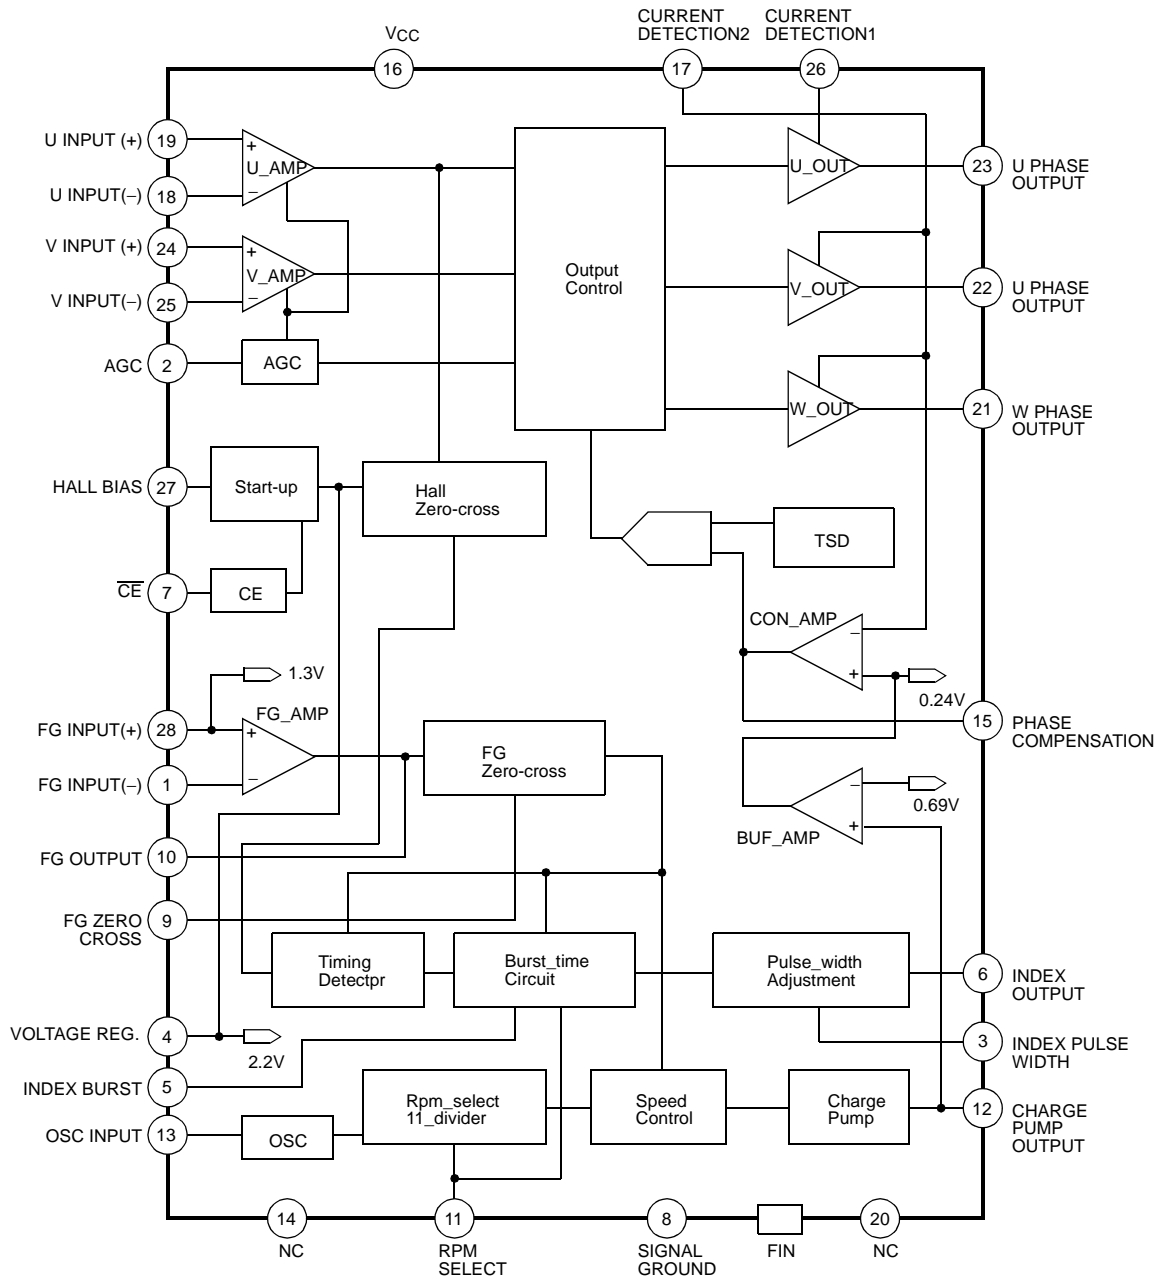 CURRENT
DETECTION2
CURRENT
DETECTION1
VCC
16
17
26
U INPUT (+)
19
U_AMP
+
−
U INPUT(−)
18
V INPUT (+)
24
V_AMP
+
−
V INPUT(−)
25
AGC
2
AGC
Output
Control
U_OUT
23
U PHASE
OUTPUT
V_OUT
22
U PHASE
OUTPUT
W_OUT
21
W PHASE
OUTPUT
HALL BIAS
27
Start-up
Hall
Zero-cross
TSD
CE
7
CE
CON_AMP
−
+
0.24V
15
PHASE
COMPENSATION
1.3V
FG INPUT(+)
28
FG_AMP
+
−
FG INPUT(−)
1
FG
Zero-cross
−
+
0.69V
BUF_AMP
FG OUTPUT
10
FG ZERO
CROSS
9
Timing
Detectpr
Burst_time
Circuit
Pulse_width
Adjustment
6
INDEX
OUTPUT
VOLTAGE REG.
4
2.2V
3
INDEX PULSE
WIDTH
INDEX BURST
5
OSC INPUT
13
OSC
Rpm_select
11_divider
Speed
Control
Charge
Pump
12
CHARGE
PUMP
OUTPUT
14
NC
11
RPM
SELECT
8
SIGNAL
GROUND
FIN
20
NC